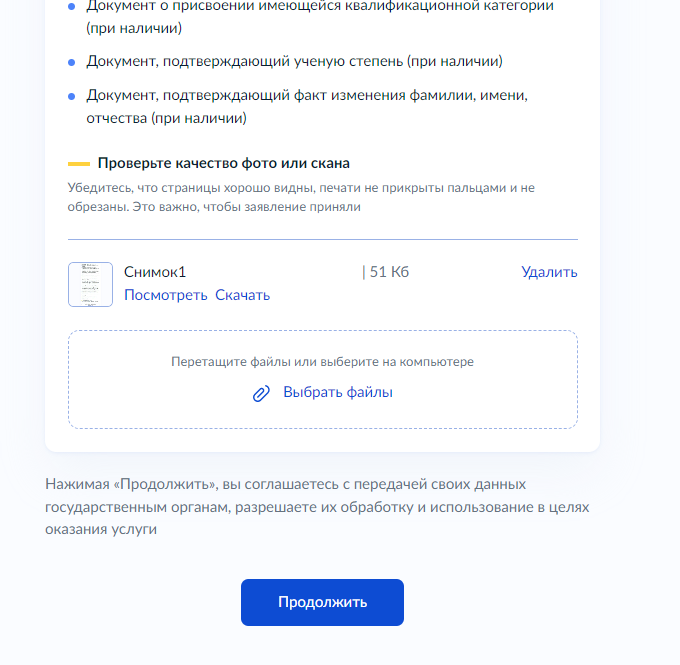 Документ о присвоении имеющейся квалификационной категории
(при наличии)
Документ, подтверждающий ученую степень (при наличии)
Документ, подтверждающий факт изменения фамилии, имени,
отчества (при наличии)
Проверьте качество фото или скана
Убедитесь, что страницы хорошо видны, печати не прикрыты пальцами и не
обрезаны. Это важно, чтобы заявление приняли
Снимок1 | 51 Кб Удалить
Посмотреть Скачать
Перетащите файлы или выберите на компьютере
Выбрать файлы
Нажимая «Продолжить», вы соглашаетесь с передачей своих данных
государственным органам, разрешаете их обработку и использование в целях
оказания услуги
Продолжить